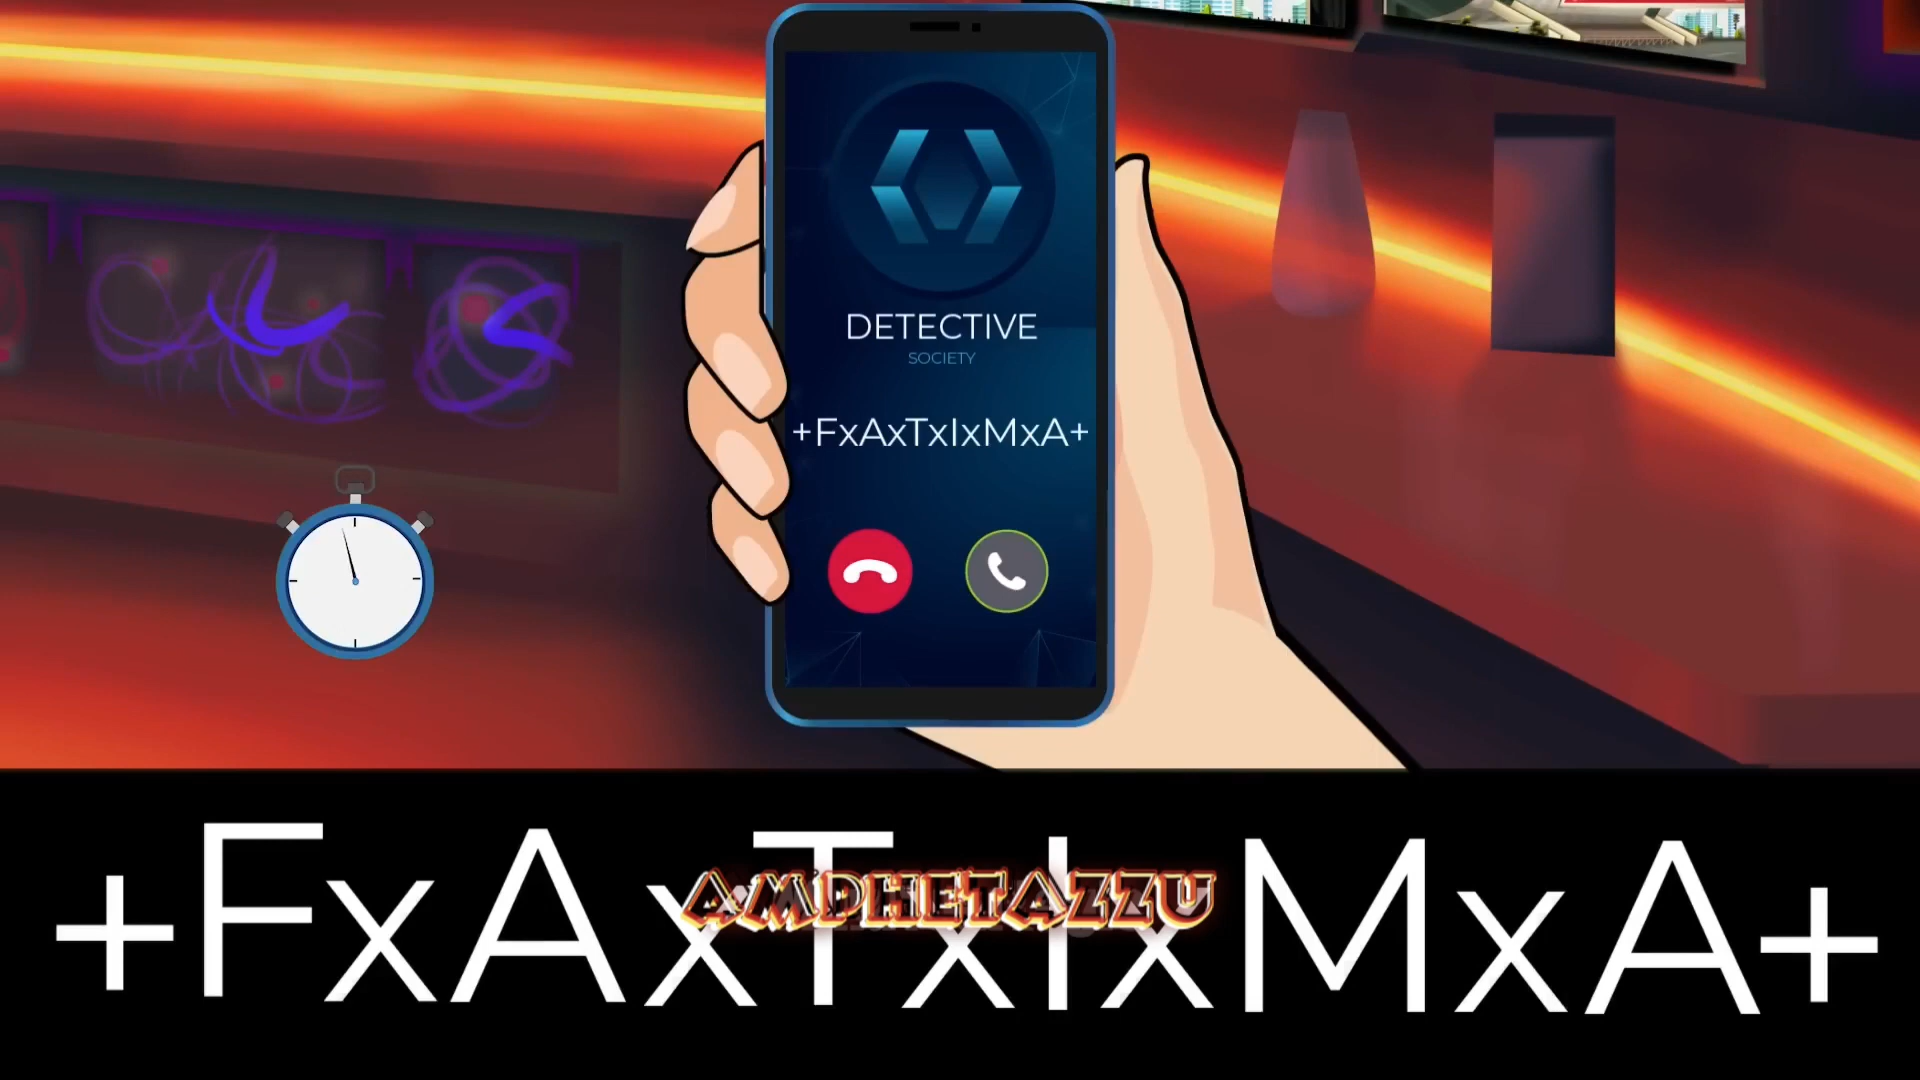 DETECTIVE
SOCIETY
+FxAxTxIxMxA+
+FxAxTxIxMxA+
AMPHETAZZU